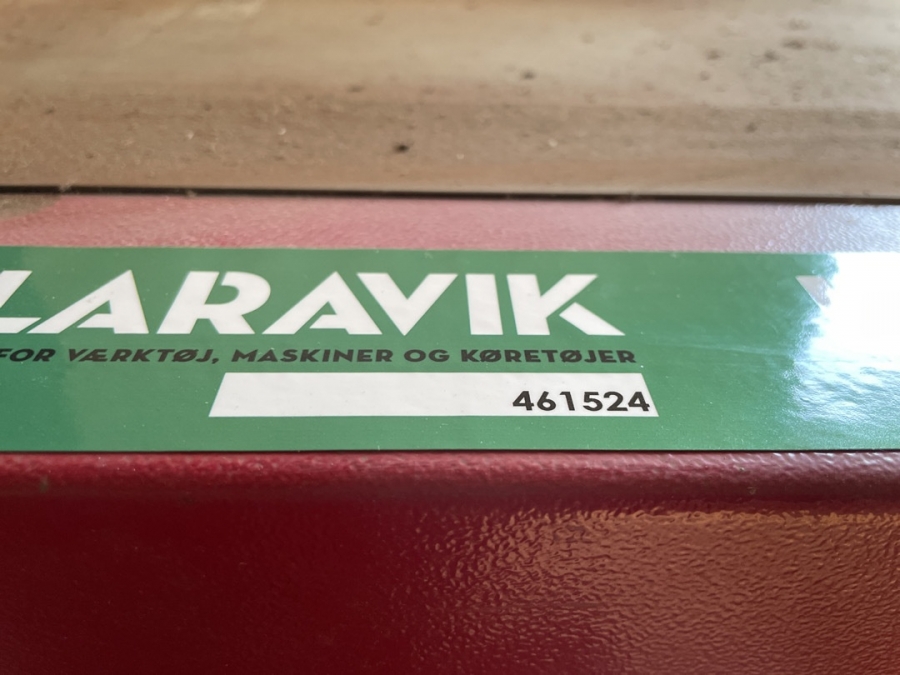 LARAVIK
FOR VÆRKTØJ, MASKINER OG KØRETØJER
461524